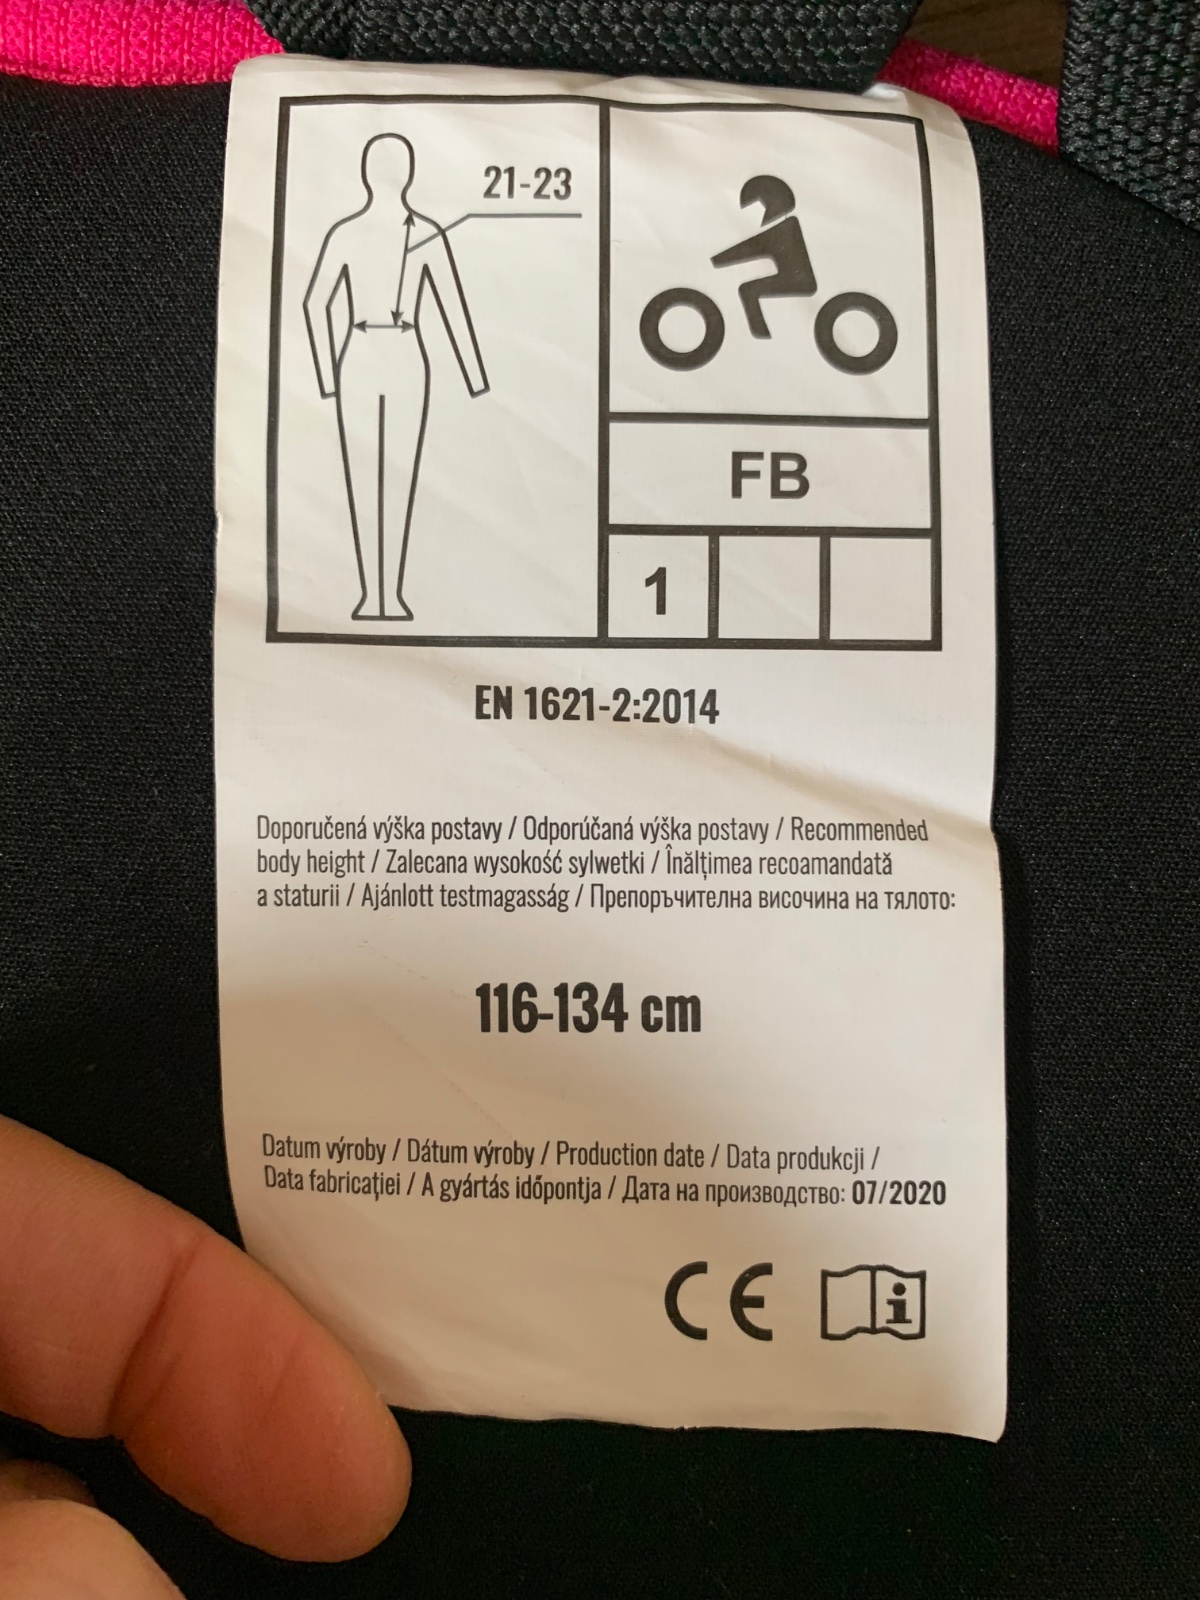 21-23
FB
1
EN 1621-2:2014
Doporučená výška postavy / Odporúčaná výška postavy / Recommended
body height / Zalecana wysokość sylwetki / Înălțimea recoamandată
a staturii / Ajánlott testmagasság / Препоръчителна височина на тялото:
116-134 cm
Datum výroby / Dátum výroby / Production date / Data produkcji /
Data fabricației / A gyártás időpontja / Дата на производство: 07/2020
CE i